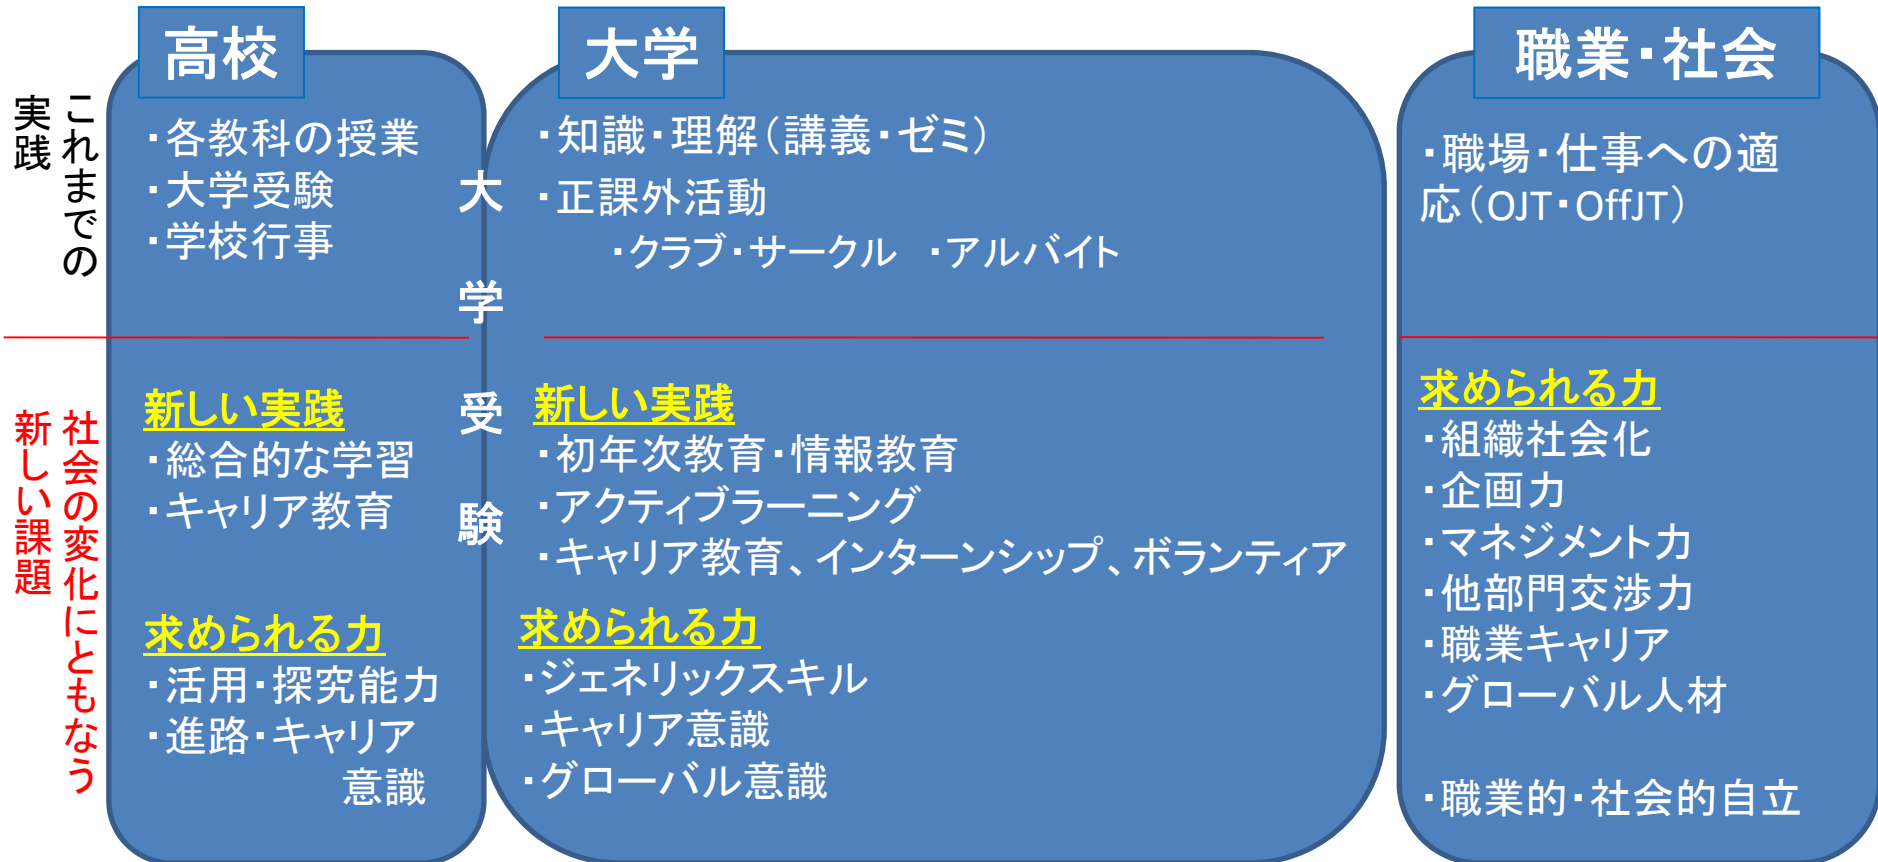 これまでの
実践
社会の変化にともなう
新しい課題
高校
・各教科の授業
・大学受験
・学校行事
新しい実践
・総合的な学習
・キャリア教育
求められる力
・活用・探究能力
・進路・キャリア
意識
大学受験
大学
・知識・理解（講義・ゼミ）
・正課外活動
・クラブ・サークル　・アルバイト
新しい実践
・初年次教育・情報教育
・アクティブラーニング
・キャリア教育、インターンシップ、ボランティア
求められる力
・ジェネリックスキル
・キャリア意識
・グローバル意識
職業・社会
・職場・仕事への適
応（OJT・OffJT）
求められる力
・組織社会化
・企画力
・マネジメント力
・他部門交渉力
・職業キャリア
・グローバル人材
・職業的・社会的自立